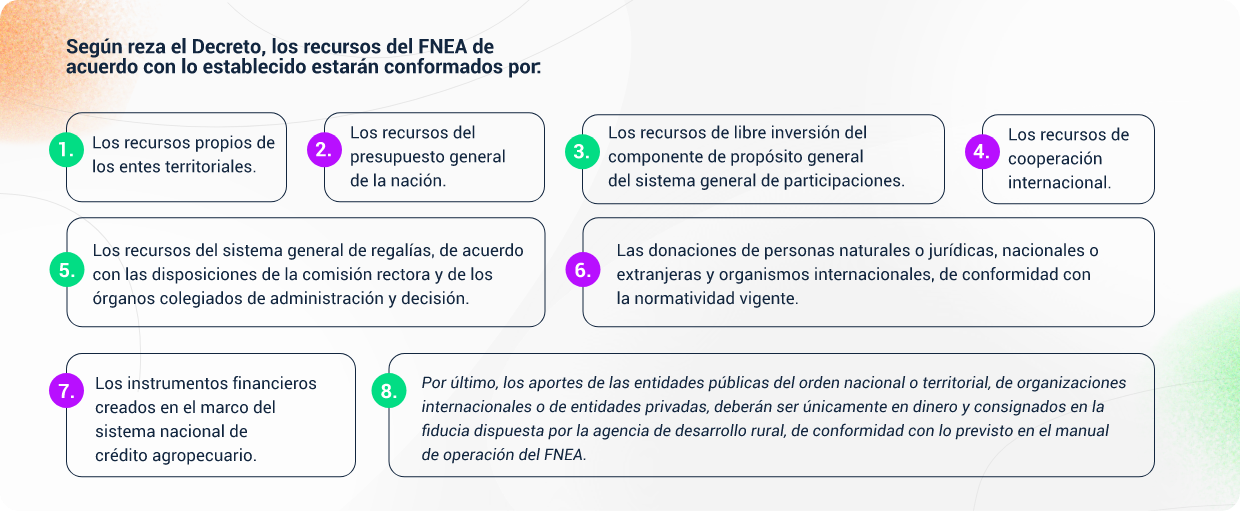 Según reza el Decreto, los recursos del FNEA de
acuerdo con lo establecido estarán conformados por:
1.
Los recursos propios de
los entes territoriales.
2.
Los recursos del
presupuesto general
de la nación.
3.
Los recursos de libre inversión del
componente de propósito general
del sistema general de participaciones.
4.
Los recursos de
cooperación
internacional.
5.
Los recursos del sistema general de regalías, de acuerdo
con las disposiciones de la comisión rectora y de los
órganos colegiados de administración y decisión.
6.
Las donaciones de personas naturales o jurídicas, nacionales o
extranjeras y organismos internacionales, de conformidad con
la normatividad vigente.
7.
Los instrumentos financieros
creados en el marco del
sistema nacional de
crédito agropecuario.
8.
Por último, los aportes de las entidades públicas del orden nacional o territorial, de organizaciones
internacionales o de entidades privadas, deberán ser únicamente en dinero y consignados en la
fiducia dispuesta por la agencia de desarrollo rural, de conformidad con lo previsto en el manual
de operación del FNEA.